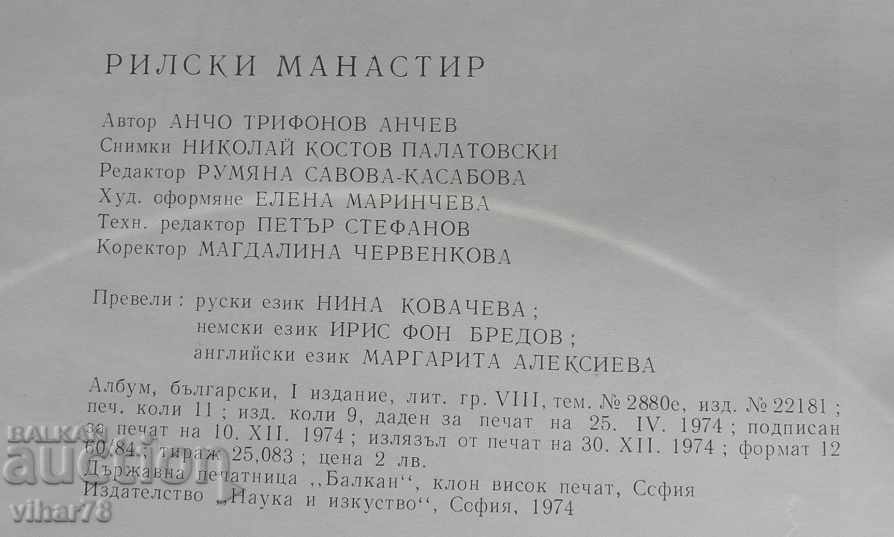 РИЛСКИ МАНАСТИР
Автор АНЧО ТРИФОНОВ АНЧЕВ
Снимки НИКОЛАЙ КОСТОВ ПАЛАТОВСКИ
Редактор РУМЯНА САВОВА-КАСАБОВА
Худ. оформяне ЕЛЕНА МАРИНЧЕВА
Техн. редактор ПЕТЪР СТЕФАНОВ
Коректор МАГДАЛИНА ЧЕРВЕНКОВА
Превели : руски език НИНА КОВАЧЕВА ;
немски език ИРИС ФОН БРЕДОВ ;
английски език МАРГАРИТА АЛЕКСИЕВА
Албум, български, I издание, лит. гр. VIII, тем. № 2880е, изд. № 22181 ;
печ. коли 11 ; изд. коли 9, даден за печат на 25. IV. 1974 ; подписан
за печат на 10. XII. 1974 ; излязъл от печат на 30. XII. 1974 ; формат 12
60/84 ; тираж 25,083 ; цена 2 лв.
Държавна печатница ,,Балкан“, клон висок печат, Ссфия
Издателство ,,Наука и изкуство“, София, 1974
BALKAN
auction
vihar78